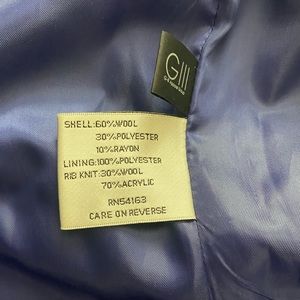 GIII
SHELL:60%WOOL
30%POLYESTER
10%RAYON
LINING:100%POLYESTER
RIB KNIT:30%WOOL
70%ACRYLIC
RN54163
CARE ON REVERSE